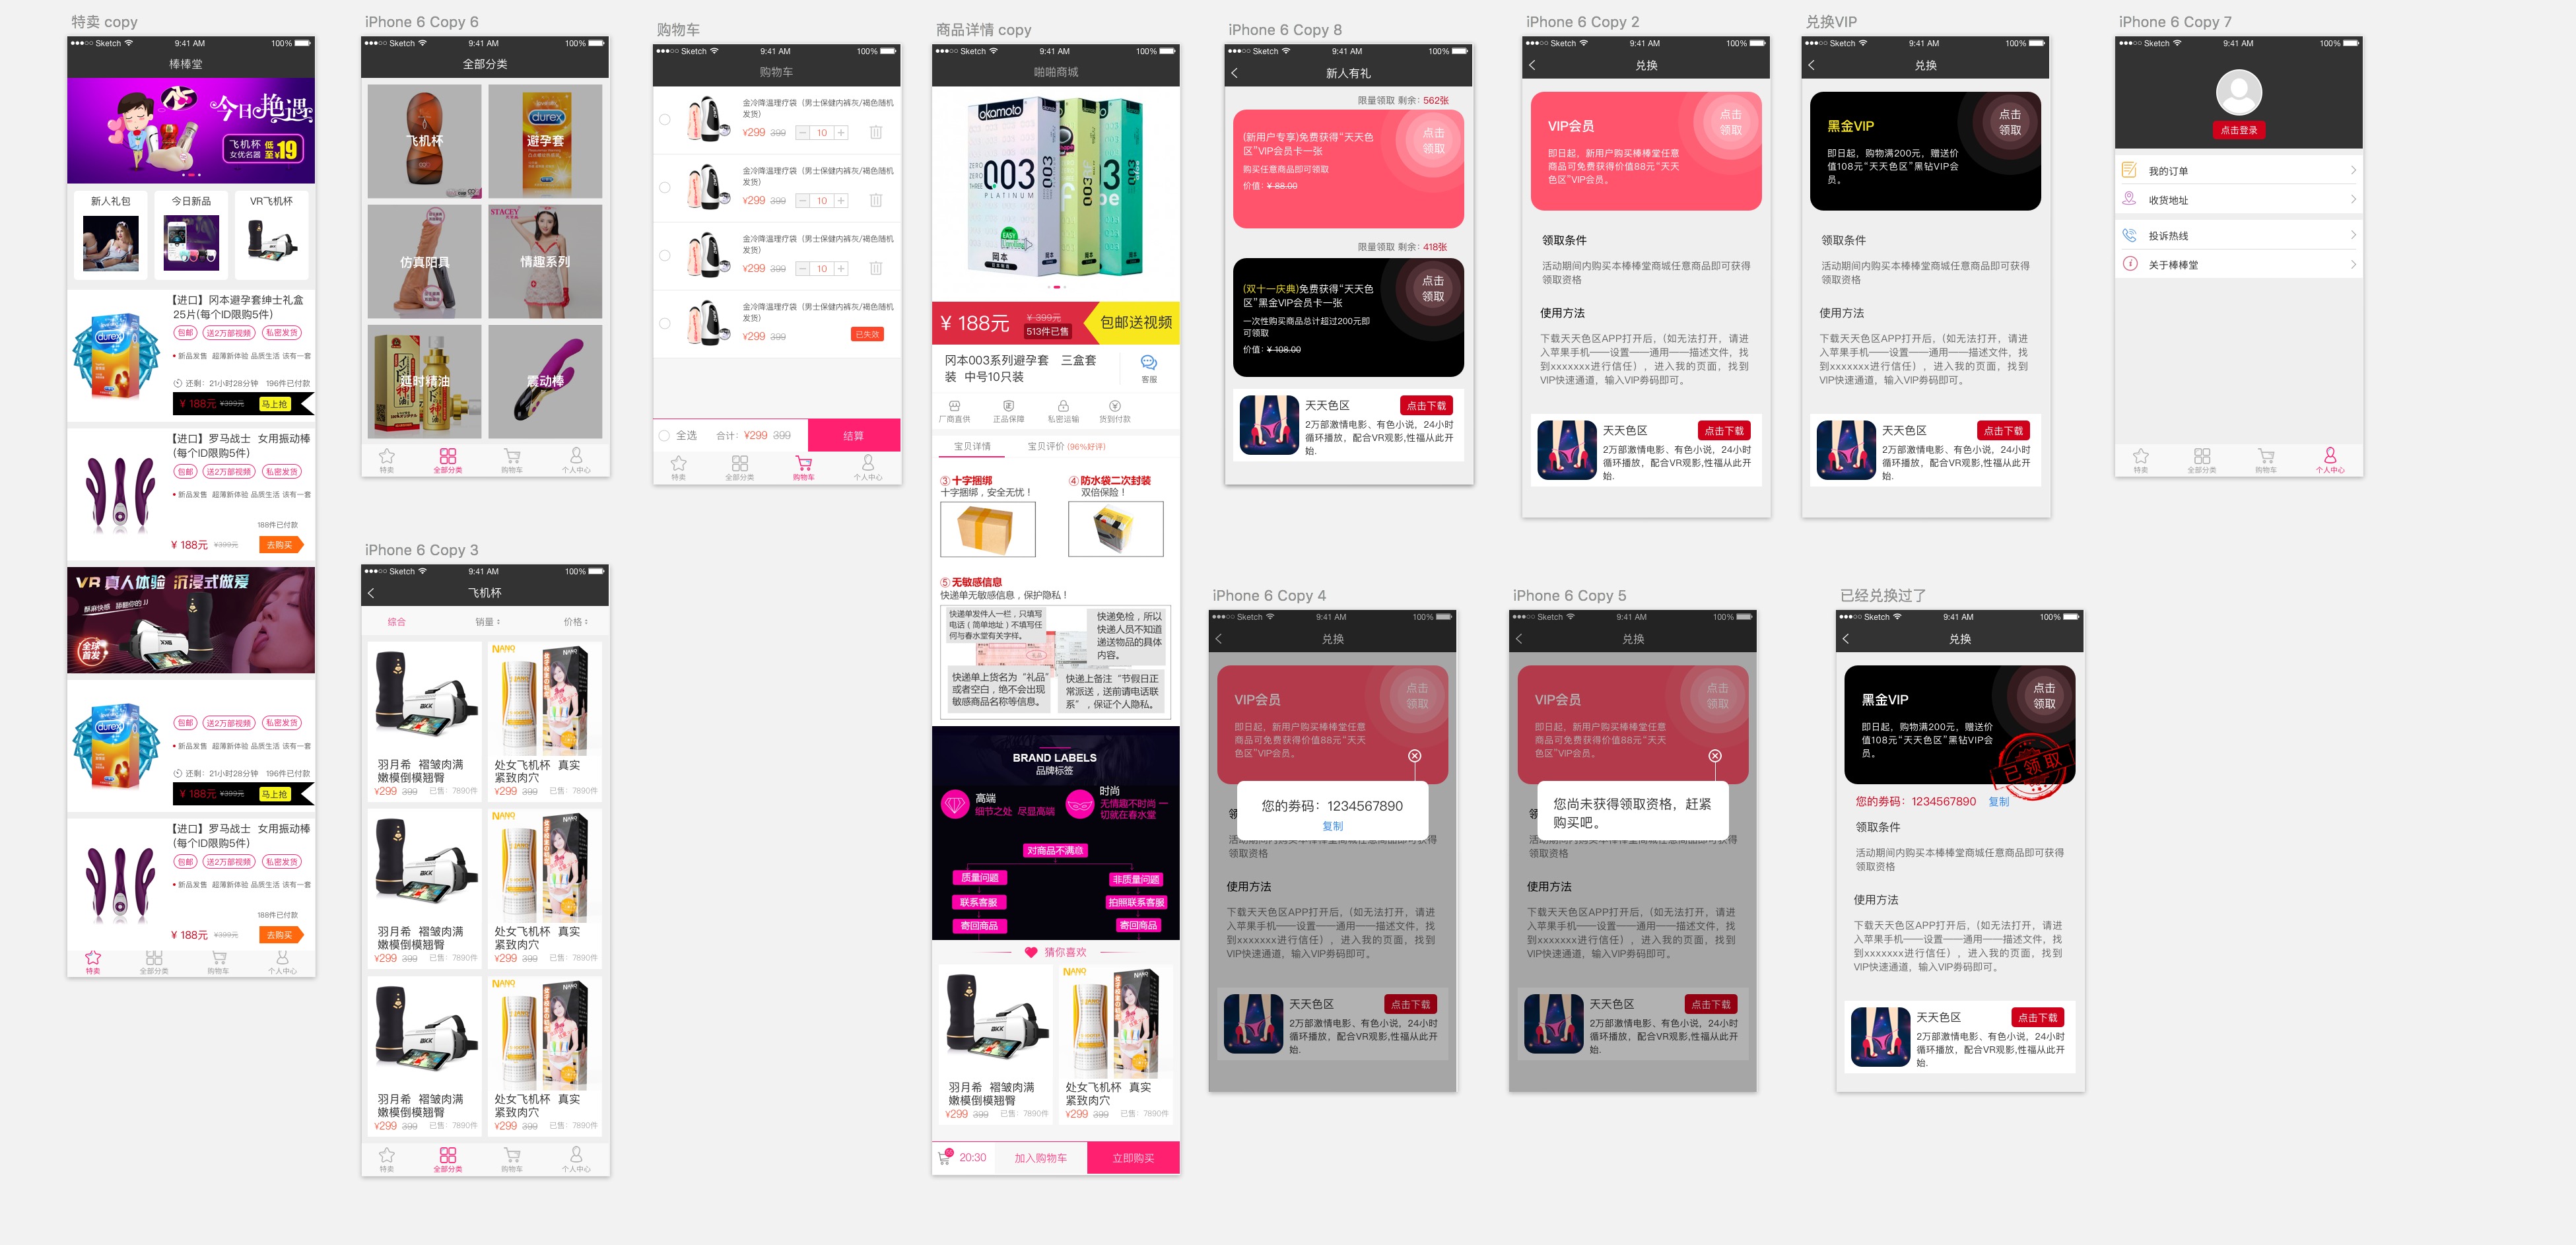 特卖 copy
●●●○○ Sketch 9:41 AM 100%
棒棒堂
今日艳遇
飞机杯 低至¥19
女优名器
新人礼包 今日新品 VR飞机杯
【进口】冈本避孕套绅士礼盒
25片(每个ID限购5件)
包邮 送2万部视频 私密发货
• 新品发售 超薄新体验 品质生活 该有一套
还剩：21小时28分钟 196件已付款
¥ 188元 ¥399元 马上抢
【进口】罗马战士 女用振动棒
(每个ID限购5件)
包邮 送2万部视频 私密发货
• 新品发售 超薄新体验 品质生活 该有一套
188件已付款
¥ 188元 ¥399元 去购买
VR 真人体验 沉浸式做爱
酥麻快感 舔翻你的JJ
全球首发
包邮 送2万部视频 私密发货
• 新品发售 超薄新体验 品质生活 该有一套
还剩：21小时28分钟 196件已付款
¥ 188元 ¥399元 马上抢
【进口】罗马战士 女用振动棒
(每个ID限购5件)
包邮 送2万部视频 私密发货
• 新品发售 超薄新体验 品质生活 该有一套
188件已付款
¥ 188元 ¥399元 去购买
特卖 全部分类 购物车 个人中心
iPhone 6 Copy 6
●●●○○ Sketch 9:41 AM 100%
全部分类
durex
飞机杯 避孕套
STACEY
仿真阳具 情趣系列
延时精油 震动棒
特卖 全部分类 购物车 个人中心
iPhone 6 Copy 3
●●●○○ Sketch 9:41 AM 100%
飞机杯
综合 销量 价格
羽月希 褶皱肉满 处女飞机杯 真实
嫩模倒模翘臀 紧致肉穴
¥299 399 已售：7890件 ¥299 399 已售：7890件
羽月希 褶皱肉满 处女飞机杯 真实
嫩模倒模翘臀 紧致肉穴
¥299 399 已售：7890件 ¥299 399 已售：7890件
羽月希 褶皱肉满 处女飞机杯 真实
嫩模倒模翘臀 紧致肉穴
¥299 399 已售：7890件 ¥299 399 已售：7890件
特卖 全部分类 购物车 个人中心
购物车
●●●○○ Sketch 9:41 AM 100%
购物车
金冷降温理疗袋（男士保健内裤灰/褐色随机
发货）
¥299 399 − 10 +
金冷降温理疗袋（男士保健内裤灰/褐色随机
发货）
¥299 399 − 10 +
金冷降温理疗袋（男士保健内裤灰/褐色随机
发货）
¥299 399 − 10 +
金冷降温理疗袋（男士保健内裤灰/褐色随机
发货）
¥299 399 已失效
全选 合计：¥299 399 结算
特卖 全部分类 购物车 个人中心
商品详情 copy
●●●○○ Sketch 9:41 AM 100%
啪啪商城
okamoto
003
PLATINUM
¥ 188元 ¥ 399元 513件已售 包邮送视频
冈本003系列避孕套 三盒套
装 中号10只装
客服
厂商直供 正品保障 私密运输 货到付款
宝贝详情 宝贝评价 (96%好评)
③ 十字捆绑 ④ 防水袋二次封装
十字捆绑，安全无忧！ 双倍保险！
⑤ 无敏感信息
快递单无敏感信息，保护隐私！
快递单发件人一栏，只填写
电话（简单地址）不填写任
何与春水堂有关字样。
快递免检，所以
快递人员不知道
递送物品的具体
内容。
快递单上货名为“礼品”
或者空白，绝不会出现
敏感商品名称等信息。
快递上备注“节假日正
常派送，送前请电话联
系”，保证个人隐私。
BRAND LABELS
品牌标签
高端
细节之处 尽显高端
时尚
无情趣不时尚 一
切就在春水堂
对商品不满意
质量问题 非质量问题
联系客服 拍照联系客服
寄回商品 寄回商品
猜你喜欢
羽月希 褶皱肉满 处女飞机杯 真实
嫩模倒模翘臀 紧致肉穴
¥299 399 已售：7890件 ¥299 399 已售：7890件
20:30 加入购物车 立即购买
iPhone 6 Copy 8
●●●○○ Sketch 9:41 AM 100%
新人有礼
限量领取 剩余：562张
(新用户专享)免费获得“天天色
区”VIP会员卡一张
购买任意商品即可领取
价值：¥ 88.00
点击
领取
限量领取 剩余：418张
(双十一庆典)免费获得“天天色
区”黑金VIP会员卡一张
一次性购买商品总计超过200元即
可领取
价值：¥ 108.00
点击
领取
天天色区 点击下载
2万部激情电影、有色小说，24小时
循环播放，配合VR观影,性福从此开
始.
iPhone 6 Copy 2
●●●○○ Sketch 9:41 AM 100%
兑换
VIP会员
即日起，新用户购买棒棒堂任意
商品可免费获得价值88元“天天
色区”VIP会员。
点击
领取
领取条件
活动期间内购买本棒棒堂商城任意商品即可获得
领取资格
使用方法
下载天天色区APP打开后，(如无法打开，请进
入苹果手机——设置——通用——描述文件，找
到xxxxxxx进行信任），进入我的页面，找到
VIP快速通道，输入VIP券码即可。
天天色区 点击下载
2万部激情电影、有色小说，24小时
循环播放，配合VR观影,性福从此开
始.
兑换VIP
●●●○○ Sketch 9:41 AM 100%
兑换
黑金VIP
即日起，购物满200元，赠送价
值108元“天天色区”黑钻VIP会
员。
点击
领取
领取条件
活动期间内购买本棒棒堂商城任意商品即可获得
领取资格
使用方法
下载天天色区APP打开后，(如无法打开，请进
入苹果手机——设置——通用——描述文件，找
到xxxxxxx进行信任），进入我的页面，找到
VIP快速通道，输入VIP券码即可。
天天色区 点击下载
2万部激情电影、有色小说，24小时
循环播放，配合VR观影,性福从此开
始.
iPhone 6 Copy 7
●●●○○ Sketch 9:41 AM 100%
点击登录
我的订单
收货地址
投诉热线
关于棒棒堂
特卖 全部分类 购物车 个人中心
iPhone 6 Copy 4
●●●○○ Sketch 9:41 AM 100%
兑换
VIP会员
即日起，新用户购买棒棒堂任意
商品可免费获得价值88元“天天
色区”VIP会员。
点击
领取
您的券码：1234567890
复制
活动期间内购买本棒棒堂商城任意商品即可获得
领取资格
使用方法
下载天天色区APP打开后，(如无法打开，请进
入苹果手机——设置——通用——描述文件，找
到xxxxxxx进行信任），进入我的页面，找到
VIP快速通道，输入VIP券码即可。
天天色区 点击下载
2万部激情电影、有色小说，24小时
循环播放，配合VR观影,性福从此开
始.
iPhone 6 Copy 5
●●●○○ Sketch 9:41 AM 100%
兑换
VIP会员
即日起，新用户购买棒棒堂任意
商品可免费获得价值88元“天天
色区”VIP会员。
点击
领取
您尚未获得领取资格，赶紧
购买吧。
活动期间内购买本棒棒堂商城任意商品即可获得
领取资格
使用方法
下载天天色区APP打开后，(如无法打开，请进
入苹果手机——设置——通用——描述文件，找
到xxxxxxx进行信任），进入我的页面，找到
VIP快速通道，输入VIP券码即可。
天天色区 点击下载
2万部激情电影、有色小说，24小时
循环播放，配合VR观影,性福从此开
始.
已经兑换过了
●●●○○ Sketch 9:41 AM 100%
兑换
黑金VIP
即日起，购物满200元，赠送价
值108元“天天色区”黑钻VIP会
员。
点击
领取
已领取
您的券码：1234567890 复制
领取条件
活动期间内购买本棒棒堂商城任意商品即可获得
领取资格
使用方法
下载天天色区APP打开后，(如无法打开，请进
入苹果手机——设置——通用——描述文件，找
到xxxxxxx进行信任），进入我的页面，找到
VIP快速通道，输入VIP券码即可。
天天色区 点击下载
2万部激情电影、有色小说，24小时
循环播放，配合VR观影,性福从此开
始.